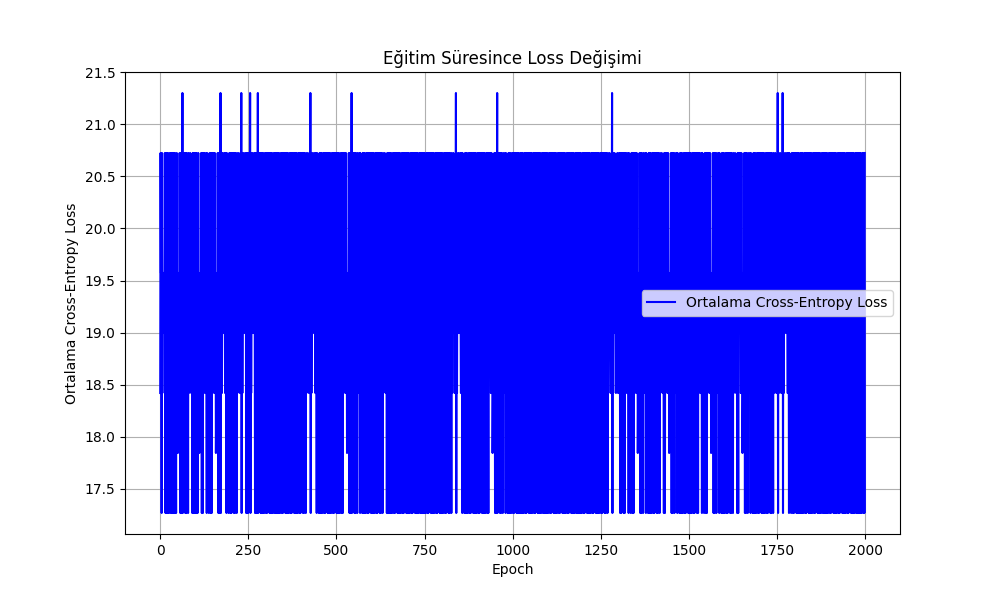 Eğitim Süresince Loss Değişimi
21.5
21.0
20.5
20.0
19.5
19.0
18.5
18.0
17.5
Ortalama Cross-Entropy Loss
Ortalama Cross-Entropy Loss
0 250 500 750 1000 1250 1500 1750 2000
Epoch